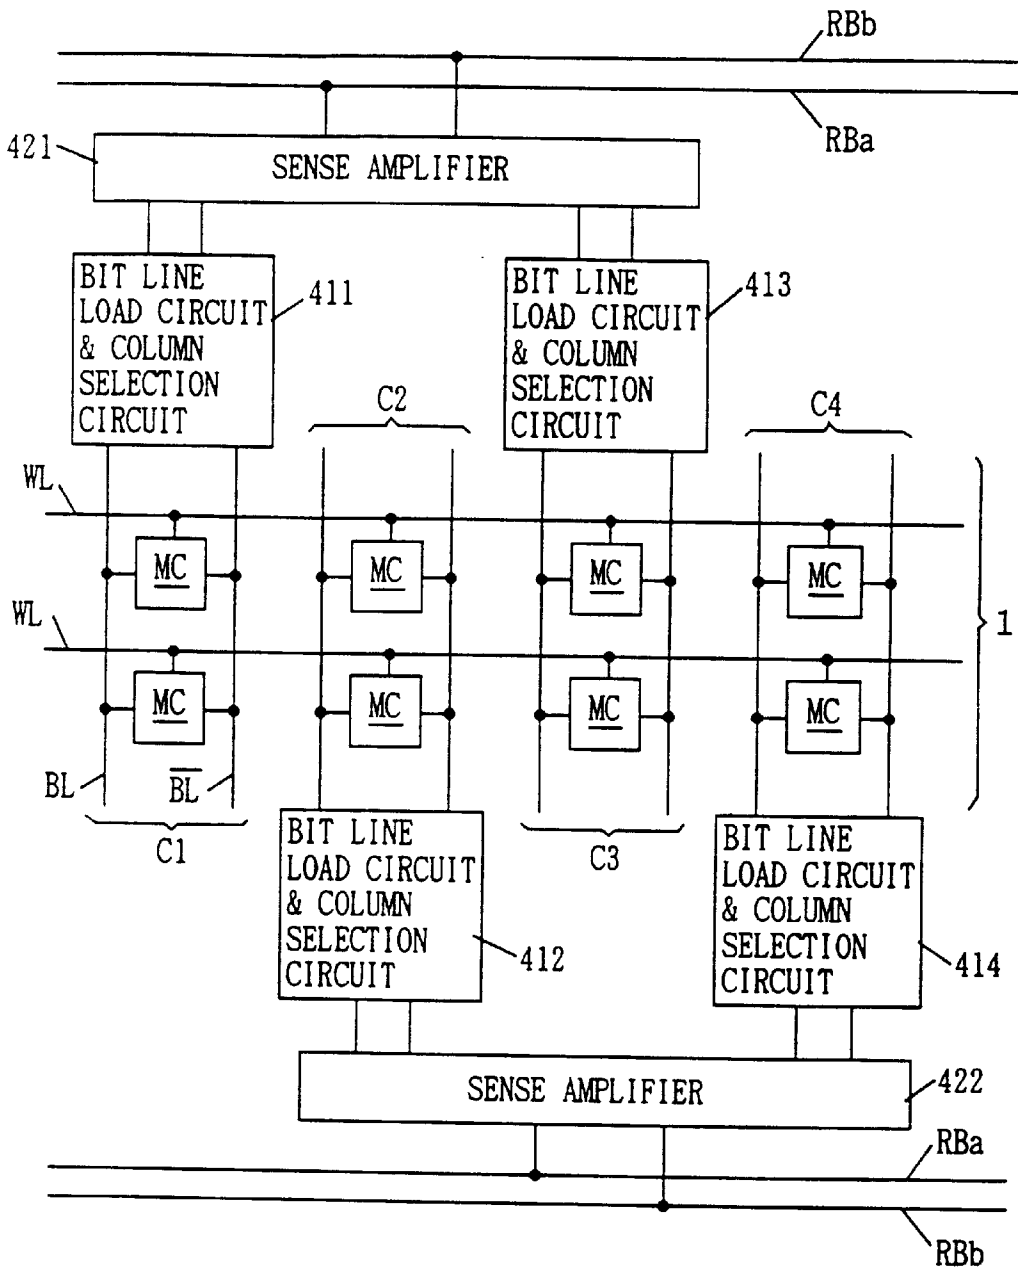 RBb
RBa
421
SENSE AMPLIFIER
BIT LINE
LOAD CIRCUIT
& COLUMN
SELECTION
CIRCUIT
411
BIT LINE
LOAD CIRCUIT
& COLUMN
SELECTION
CIRCUIT
413
C2
C4
WL
MC
MC
MC
MC
1
WL
MC
MC
MC
MC
BL
B̅L̅
C1
C3
BIT LINE
LOAD CIRCUIT
& COLUMN
SELECTION
CIRCUIT
412
BIT LINE
LOAD CIRCUIT
& COLUMN
SELECTION
CIRCUIT
414
SENSE AMPLIFIER
422
RBa
RBb